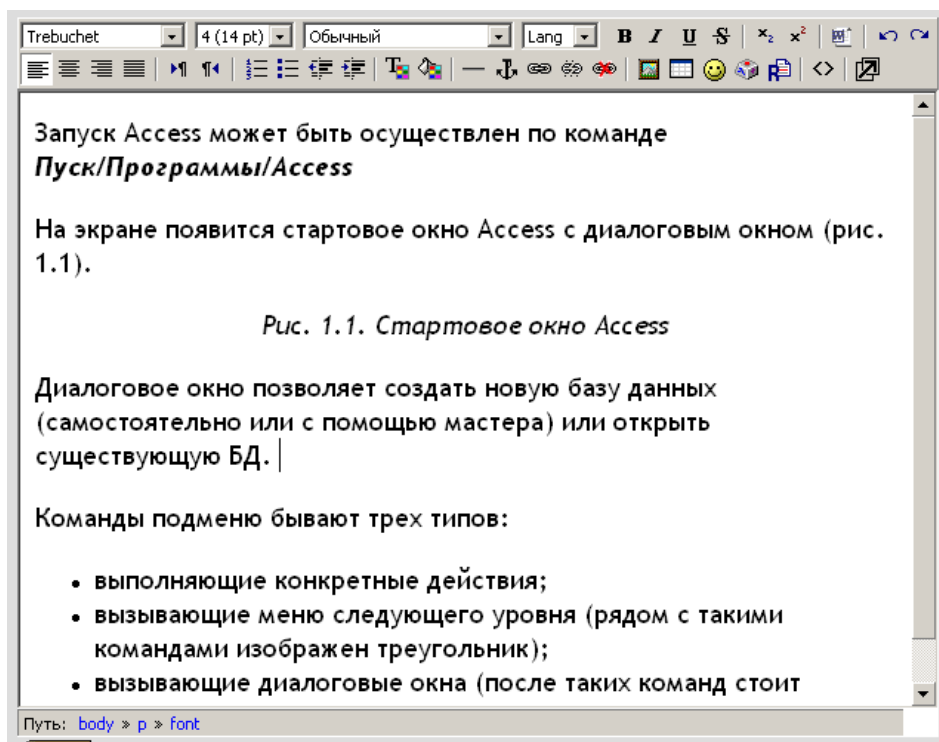 Trebuchet 4 (14 pt) Обычный Lang B I U S x₂ x²
Запуск Access может быть осуществлен по команде
Пуск/Программы/Access
На экране появится стартовое окно Access с диалоговым окном (рис.
1.1).
Рис. 1.1. Стартовое окно Access
Диалоговое окно позволяет создать новую базу данных
(самостоятельно или с помощью мастера) или открыть
существующую БД.
Команды подменю бывают трех типов:
• выполняющие конкретные действия;
• вызывающие меню следующего уровня (рядом с такими
командами изображен треугольник);
• вызывающие диалоговые окна (после таких команд стоит
Путь: body » p » font